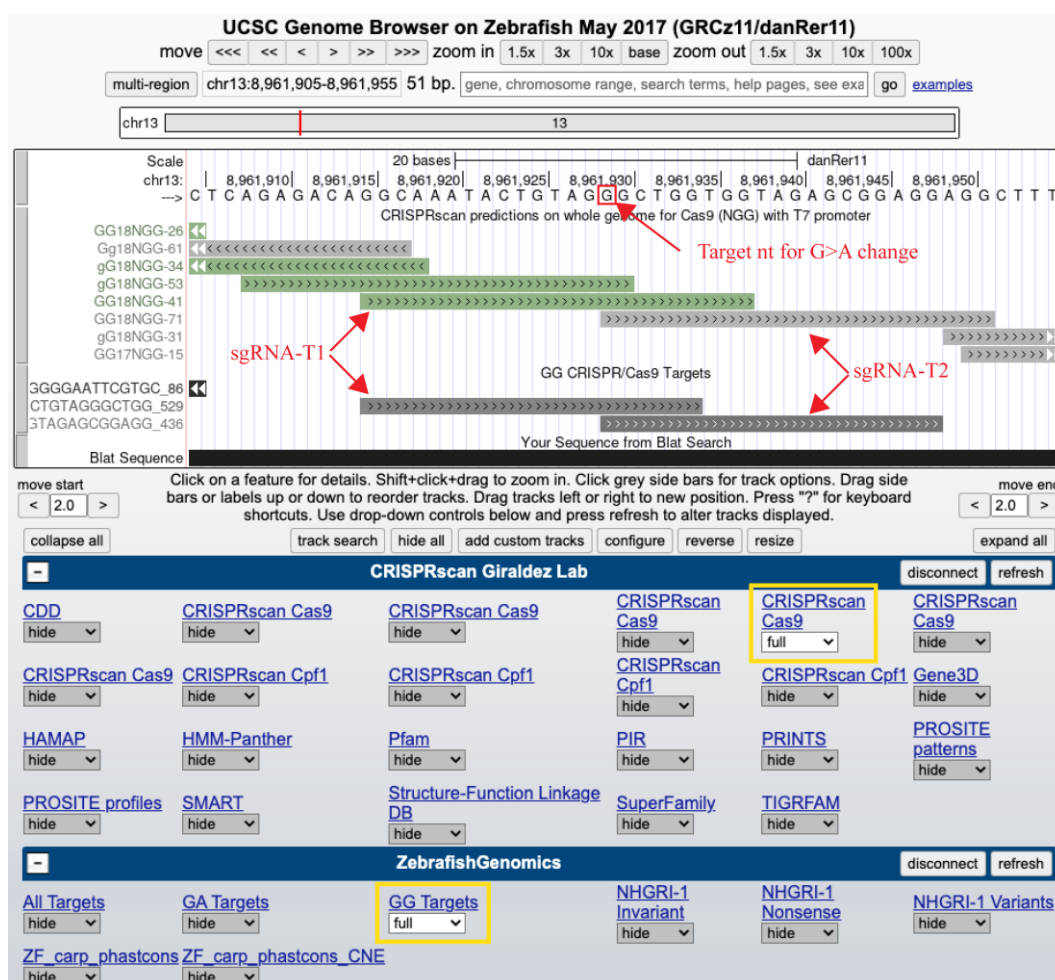 UCSC Genome Browser on Zebrafish May 2017 (GRCz11/danRer11)
move <<< << < > >> >>> zoom in 1.5x 3x 10x base zoom out 1.5x 3x 10x 100x
multi-region chr13:8,961,905-8,961,955 51 bp. gene, chromosome range, search terms, help pages, see exa go examples
chr13 13
Scale 20 bases danRer11
chr13: 8,961,910 8,961,915 8,961,920 8,961,925 8,961,930 8,961,935 8,961,940 8,961,945 8,961,950
---> C T C A G A G A C A G G C A A A T A C T G T A G G G C T G G T G G T A G A G C G G A G G A G G C T T T
CRISPRscan predictions on whole genome for Cas9 (NGG) with T7 promoter
GG18NGG-26
Gg18NGG-61
gG18NGG-34
gG18NGG-53
GG18NGG-41
GG18NGG-71
gG18NGG-31
GG17NGG-15
Target nt for G>A change
sgRNA-T1
sgRNA-T2
GG CRISPR/Cas9 Targets
GGGGAATTCGTGC_86
CTGTAGGGCTGG_529
GTAGAGCGGAGG_436
Your Sequence from Blat Search
Blat Sequence
move start Click on a feature for details. Shift+click+drag to zoom in. Click grey side bars for track options. Drag side move end
< 2.0 > bars or labels up or down to reorder tracks. Drag tracks left or right to new position. Press "?" for keyboard < 2.0 >
shortcuts. Use drop-down controls below and press refresh to alter tracks displayed.
collapse all track search hide all add custom tracks configure reverse resize expand all
- CRISPRscan Giraldez Lab disconnect refresh
CDD CRISPRscan Cas9 CRISPRscan Cas9 CRISPRscan Cas9 CRISPRscan Cas9 CRISPRscan Cas9
hide hide hide hide full hide
CRISPRscan Cas9 CRISPRscan Cpf1 CRISPRscan Cpf1 CRISPRscan Cpf1 CRISPRscan Cpf1 Gene3D
hide hide hide hide hide hide
HAMAP HMM-Panther Pfam PIR PRINTS PROSITE patterns
hide hide hide hide hide hide
PROSITE profiles SMART Structure-Function Linkage DB SuperFamily TIGRFAM
hide hide hide hide hide
- ZebrafishGenomics disconnect refresh
All Targets GA Targets GG Targets NHGRI-1 Invariant NHGRI-1 Nonsense NHGRI-1 Variants
hide hide full hide hide hide
ZF_carp_phastcons ZF_carp_phastcons_CNE
hide hide